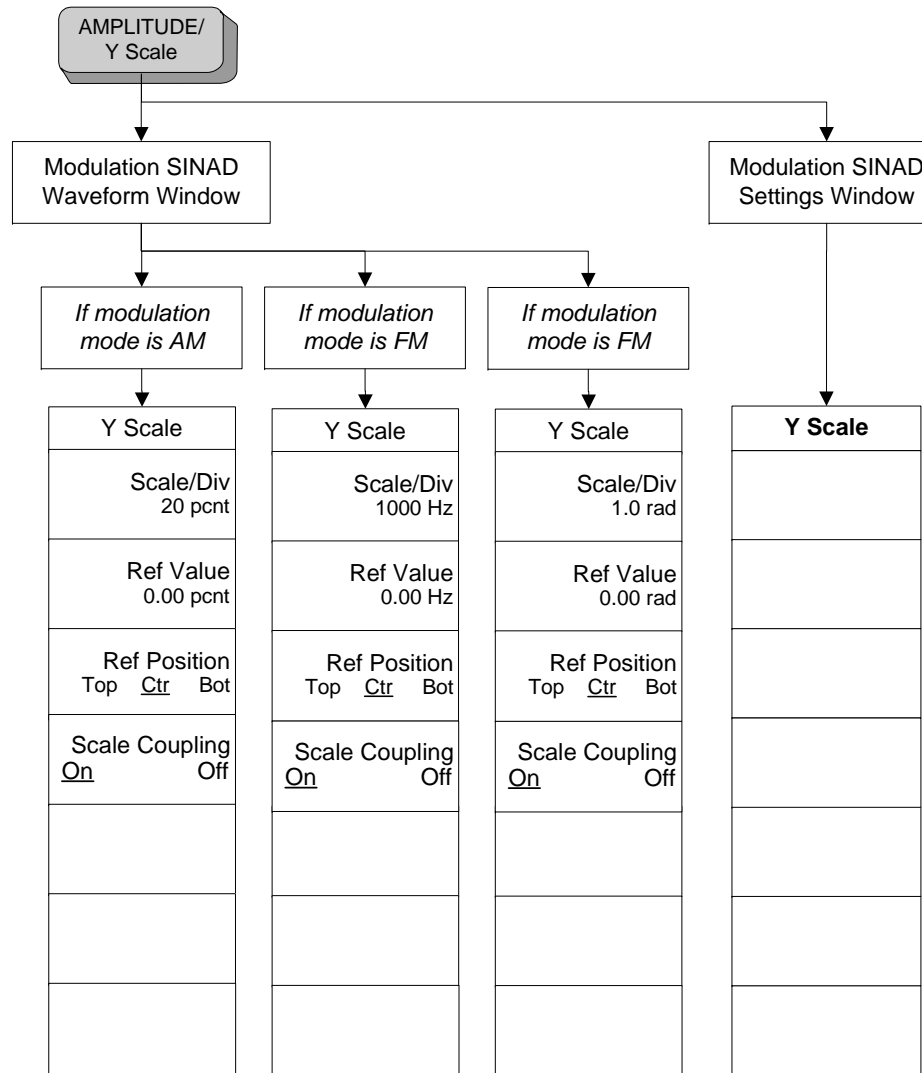 AMPLITUDE/
Y Scale
Modulation SINAD
Waveform Window
Modulation SINAD
Settings Window
If modulation
mode is AM
If modulation
mode is FM
If modulation
mode is FM
Y Scale
Scale/Div
20 pcnt
Ref Value
0.00 pcnt
Ref Position
Top Ctr Bot
Scale Coupling
On Off
Y Scale
Scale/Div
1000 Hz
Ref Value
0.00 Hz
Ref Position
Top Ctr Bot
Scale Coupling
On Off
Y Scale
Scale/Div
1.0 rad
Ref Value
0.00 rad
Ref Position
Top Ctr Bot
Scale Coupling
On Off
Y Scale